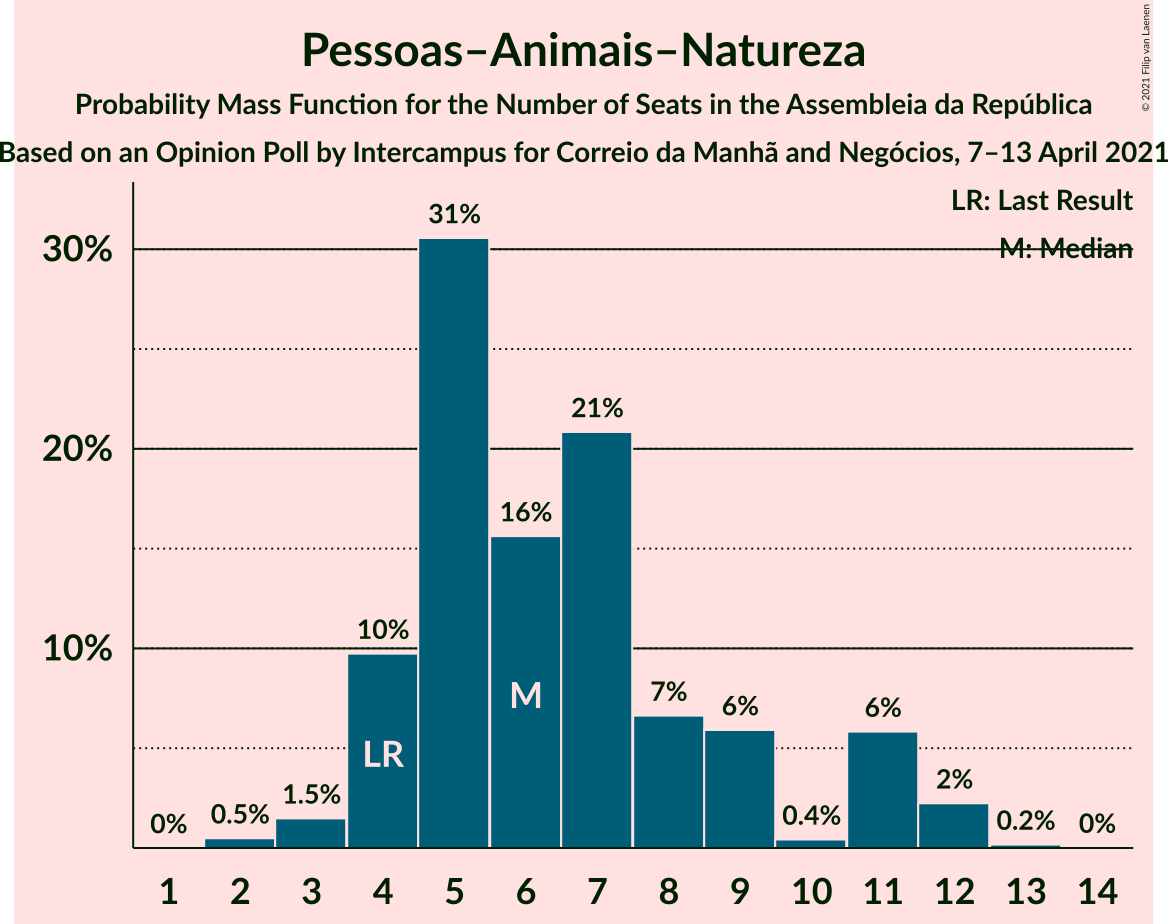 Pessoas–Animais–Natureza
Probability Mass Function for the Number of Seats in the Assembleia da República
Based on an Opinion Poll by Intercampus for Correio da Manhã and Negócios, 7–13 April 2021
© 2021 Filip van Laenen
LR: Last Result
M: Median
30%
20%
10%
0%
0.5%
1.5%
10%
31%
16%
21%
7%
6%
0.4%
6%
2%
0.2%
0%
LR
M
1 2 3 4 5 6 7 8 9 10 11 12 13 14